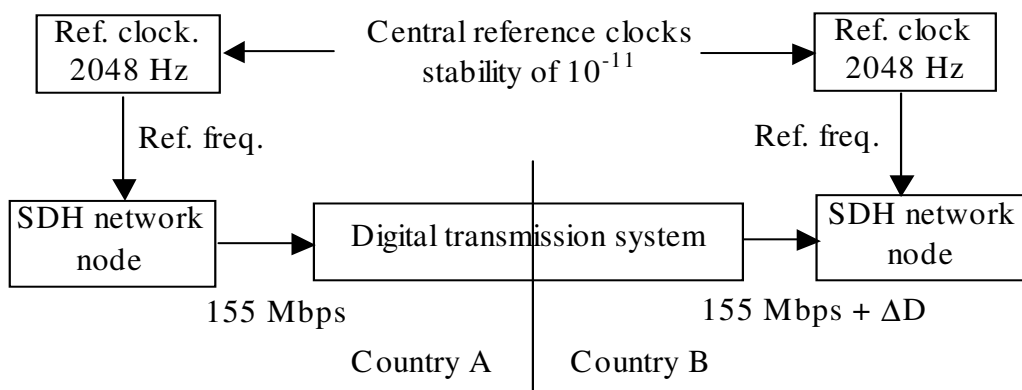 Ref. clock.
2048 Hz
Central reference clocks
stability of 10⁻¹¹
Ref. clock
2048 Hz
Ref. freq.
Ref. freq.
SDH network
node
Digital transmission system
SDH network
node
155 Mbps
155 Mbps + ΔD
Country A
Country B